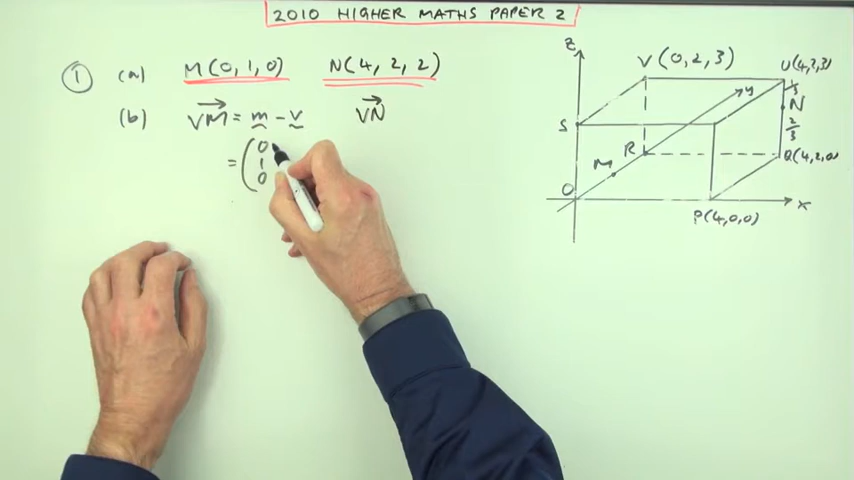 2010 HIGHER MATHS PAPER 2
① (a) M(0, 1, 0) N(4, 2, 2)
(b) VM = m - v VN
= (0
1
0
z
V (0, 2, 3)
U(4,2,3)
y
1/3
N
S
2/3
R
Q(4,2,0)
M
O
P(4,0,0)
x